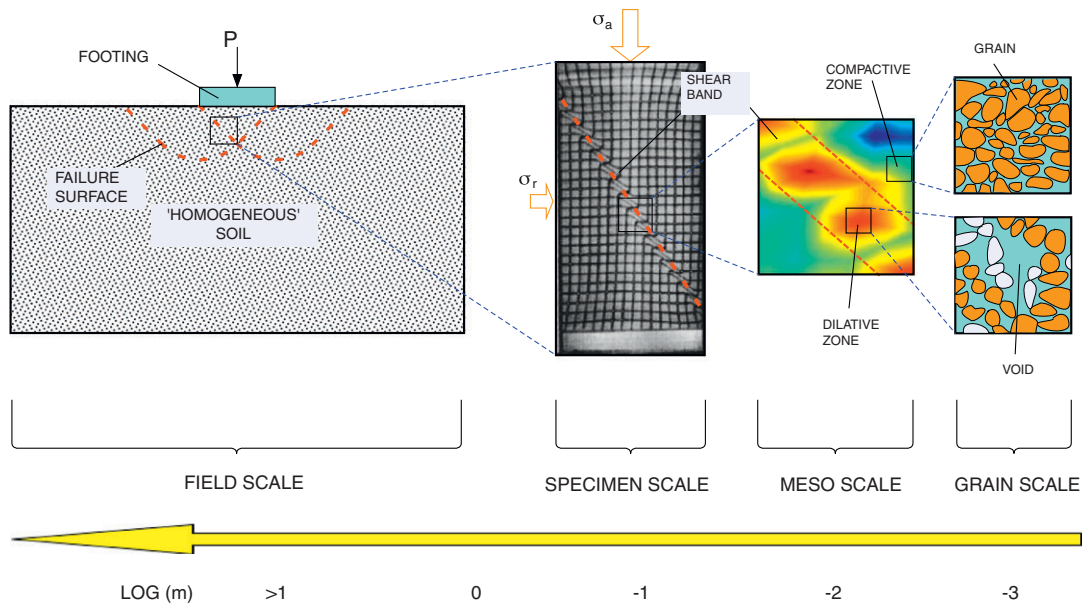 P
FOOTING
FAILURE
SURFACE
'HOMOGENEOUS'
SOIL
σa
σr
SHEAR
BAND
COMPACTIVE
ZONE
DILATIVE
ZONE
GRAIN
VOID
FIELD SCALE
SPECIMEN SCALE
MESO SCALE
GRAIN SCALE
LOG (m) >1 0 -1 -2 -3